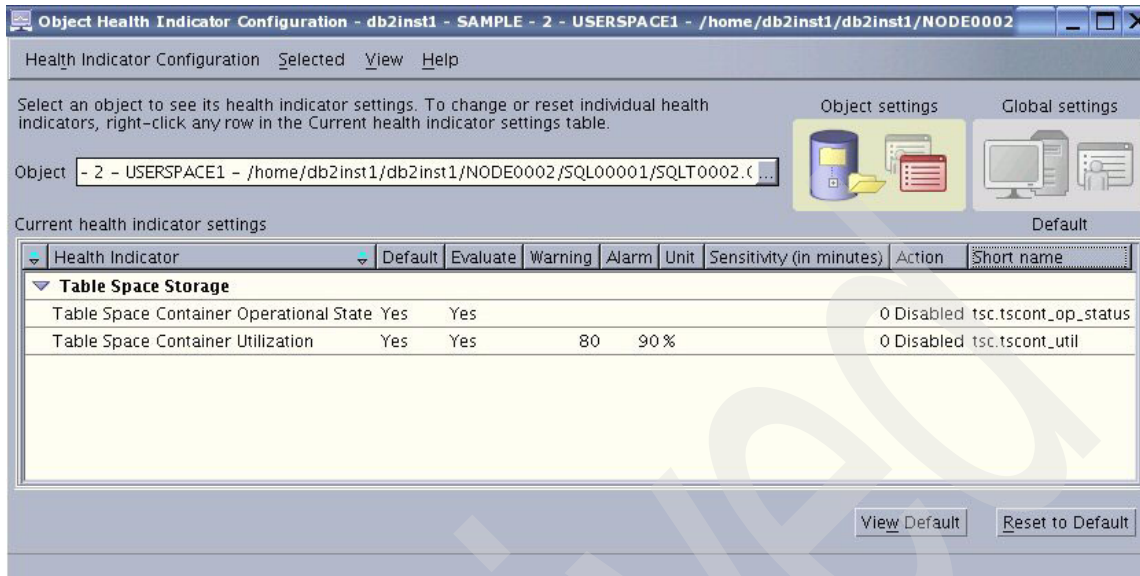 Object Health Indicator Configuration - db2inst1 - SAMPLE - 2 - USERSPACE1 - /home/db2inst1/db2inst1/NODE0002
Health Indicator Configuration Selected View Help
Select an object to see its health indicator settings. To change or reset individual health
indicators, right-click any row in the Current health indicator settings table.
Object settings Global settings
Object - 2 - USERSPACE1 - /home/db2inst1/db2inst1/NODE0002/SQL00001/SQLT0002.( ...
Current health indicator settings Default
Health Indicator Default Evaluate Warning Alarm Unit Sensitivity (in minutes) Action Short name
Table Space Storage
Table Space Container Operational State Yes Yes 0 Disabled tsc.tscont_op_status
Table Space Container Utilization Yes Yes 80 90 % 0 Disabled tsc.tscont_util
View Default Reset to Default